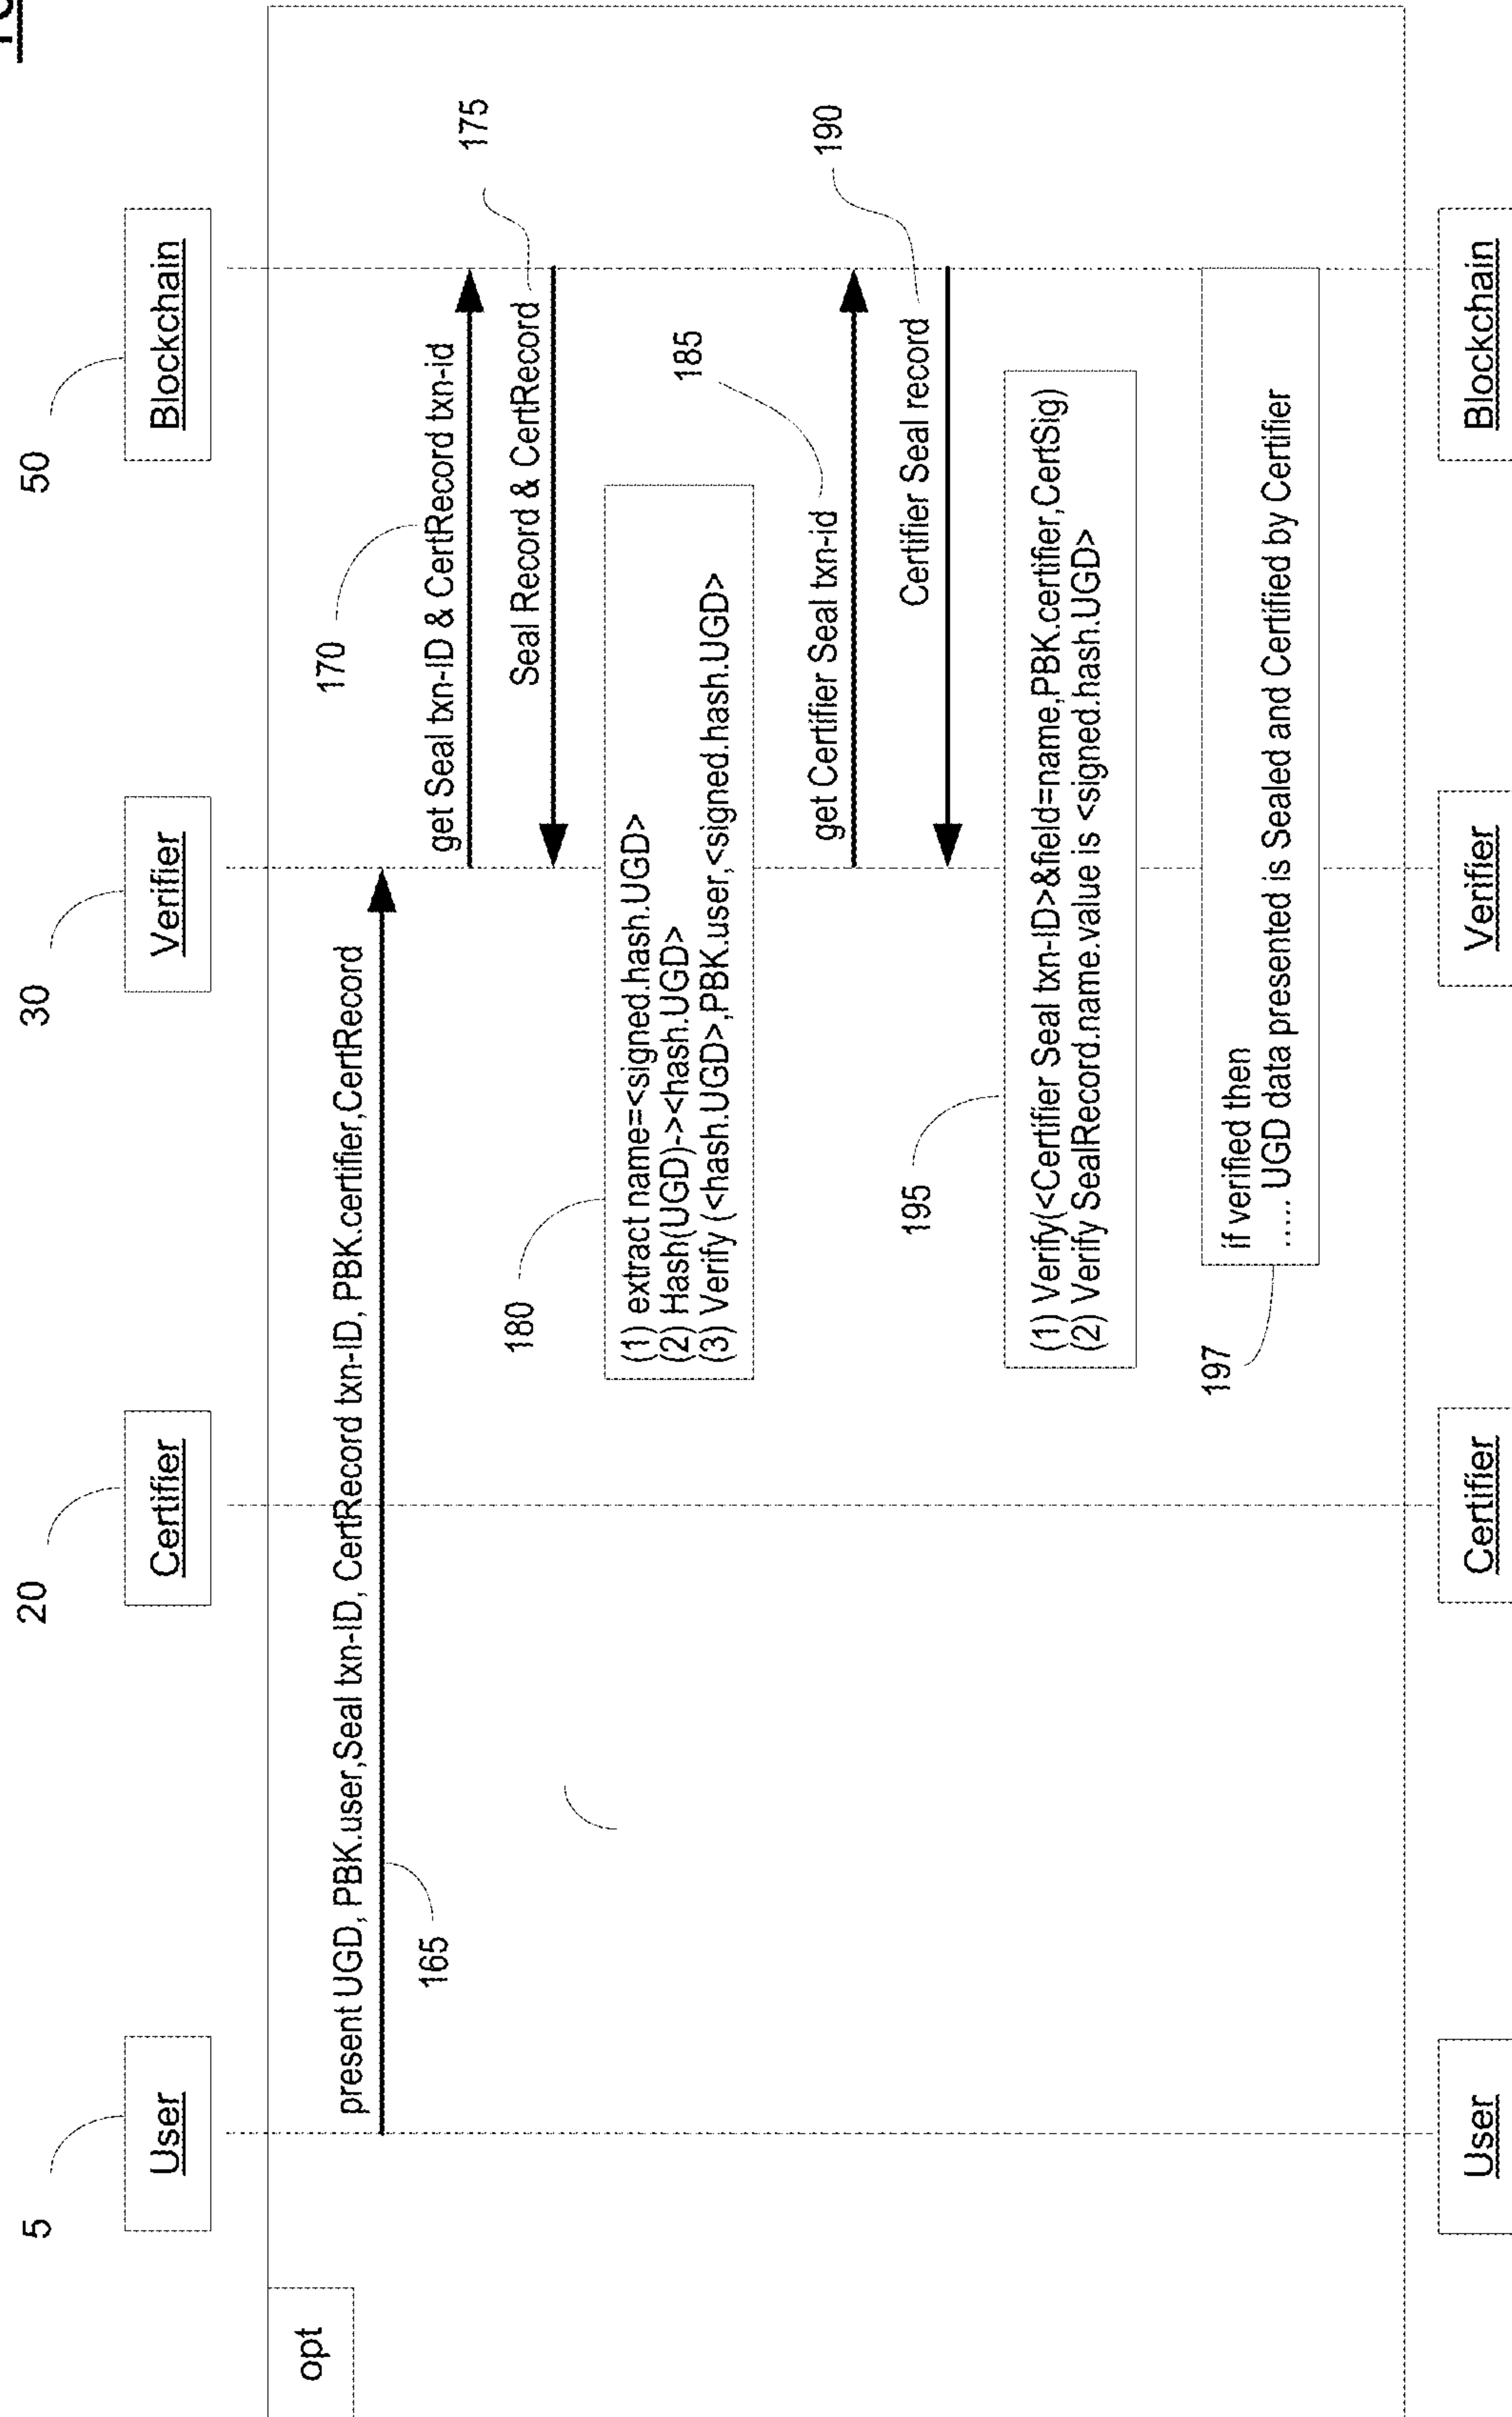 5
20
30
50
User
Certifier
Verifier
Blockchain
opt
present UGD, PBK.user,Seal txn-ID, CertRecord txn-ID, PBK.certifier,CertRecord
165
get Seal txn-ID & CertRecord txn-id
170
Seal Record & CertRecord
175
180
(1) extract name=<signed.hash.UGD>
(2) Hash(UGD)-><hash.UGD>
(3) Verify (<hash.UGD>,PBK.user,<signed.hash.UGD>
get Certifier Seal txn-id
185
Certifier Seal record
190
195
(1) Verify(<Certifier Seal txn-ID>&field=name,PBK.certifier,CertSig)
(2) Verify SealRecord.name.value is <signed.hash.UGD>
197
if verified then
..... UGD data presented is Sealed and Certified by Certifier
User
Certifier
Verifier
Blockchain